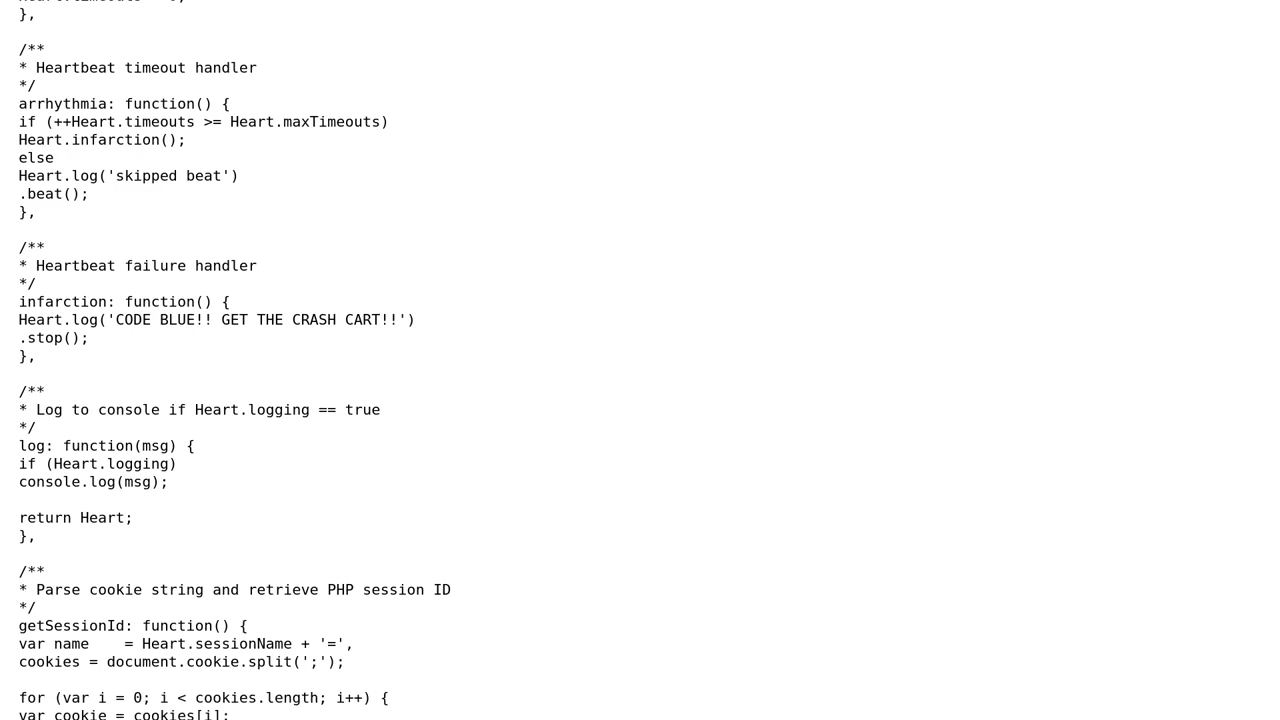 },

/**
* Heartbeat timeout handler
*/
arrhythmia: function() {
if (++Heart.timeouts >= Heart.maxTimeouts)
Heart.infarction();
else
Heart.log('skipped beat')
.beat();
},

/**
* Heartbeat failure handler
*/
infarction: function() {
Heart.log('CODE BLUE!! GET THE CRASH CART!!')
.stop();
},

/**
* Log to console if Heart.logging == true
*/
log: function(msg) {
if (Heart.logging)
console.log(msg);

return Heart;
},

/**
* Parse cookie string and retrieve PHP session ID
*/
getSessionId: function() {
var name    = Heart.sessionName + '=',
cookies = document.cookie.split(';');

for (var i = 0; i < cookies.length; i++) {
var cookie = cookies[i];